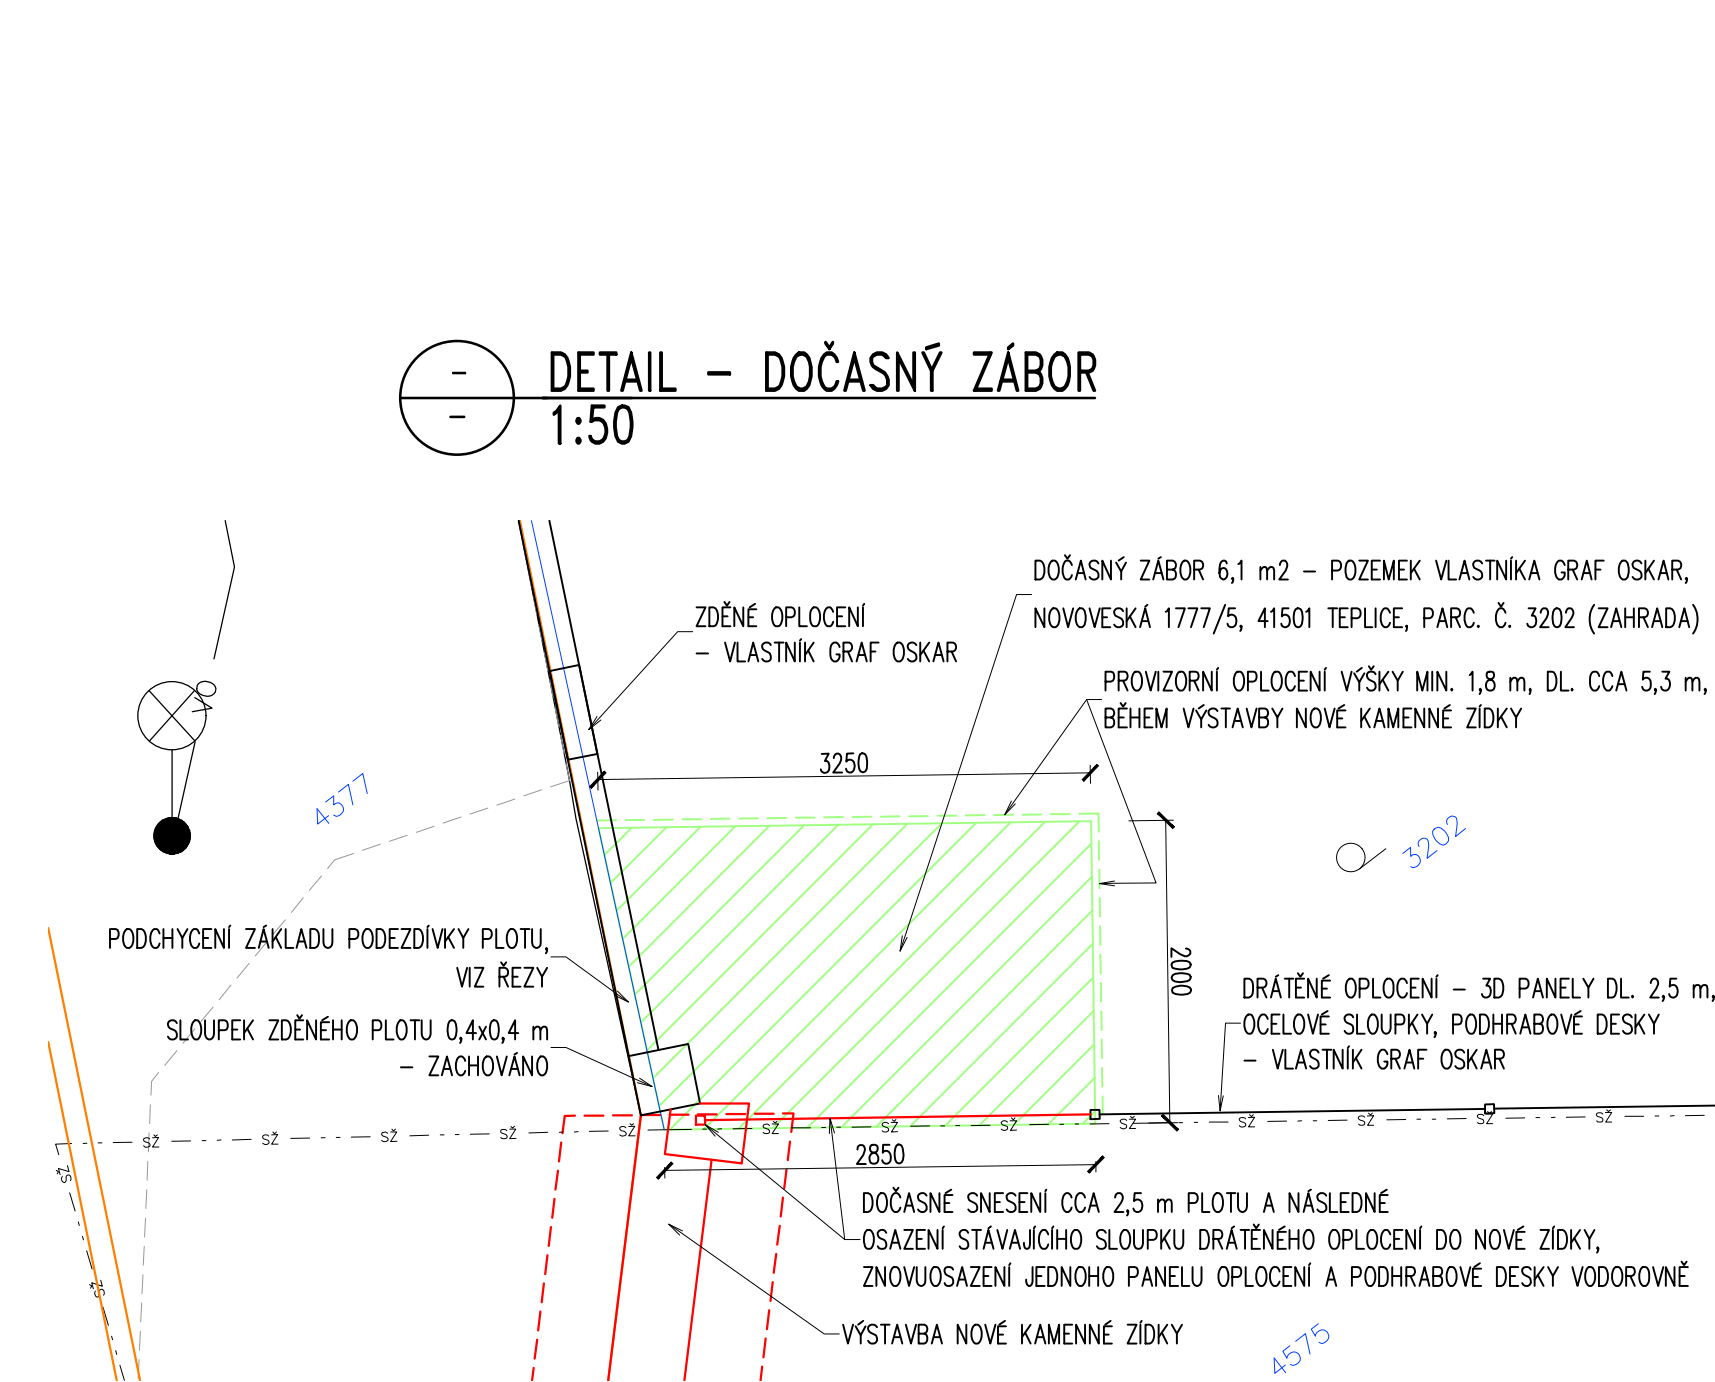 -
-
DETAIL - DOČASNÝ ZÁBOR
1:50
DOČASNÝ ZÁBOR 6,1 m2 - POZEMEK VLASTNÍKA GRAF OSKAR,
NOVOVESKÁ 1777/5, 41501 TEPLICE, PARC. Č. 3202 (ZAHRADA)
ZDĚNÉ OPLOCENÍ
- VLASTNÍK GRAF OSKAR
PROVIZORNÍ OPLOCENÍ VÝŠKY MIN. 1,8 m, DL. CCA 5,3 m,
BĚHEM VÝSTAVBY NOVÉ KAMENNÉ ZÍDKY
3250
4377
3202
2000
PODCHYCENÍ ZÁKLADU PODEZDÍVKY PLOTU,
VIZ ŘEZY
SLOUPEK ZDĚNÉHO PLOTU 0,4x0,4 m
- ZACHOVÁNO
DRÁTĚNÉ OPLOCENÍ - 3D PANELY DL. 2,5 m,
OCELOVÉ SLOUPKY, PODHRABOVÉ DESKY
- VLASTNÍK GRAF OSKAR
SŽ SŽ SŽ SŽ SŽ SŽ SŽ SŽ SŽ SŽ SŽ SŽ SŽ
SŽ
SŽ
2850
DOČASNÉ SNESENÍ CCA 2,5 m PLOTU A NÁSLEDNÉ
OSAZENÍ STÁVAJÍCÍHO SLOUPKU DRÁTĚNÉHO OPLOCENÍ DO NOVÉ ZÍDKY,
ZNOVUOSAZENÍ JEDNOHO PANELU OPLOCENÍ A PODHRABOVÉ DESKY VODOROVNĚ
VÝSTAVBA NOVÉ KAMENNÉ ZÍDKY
4575